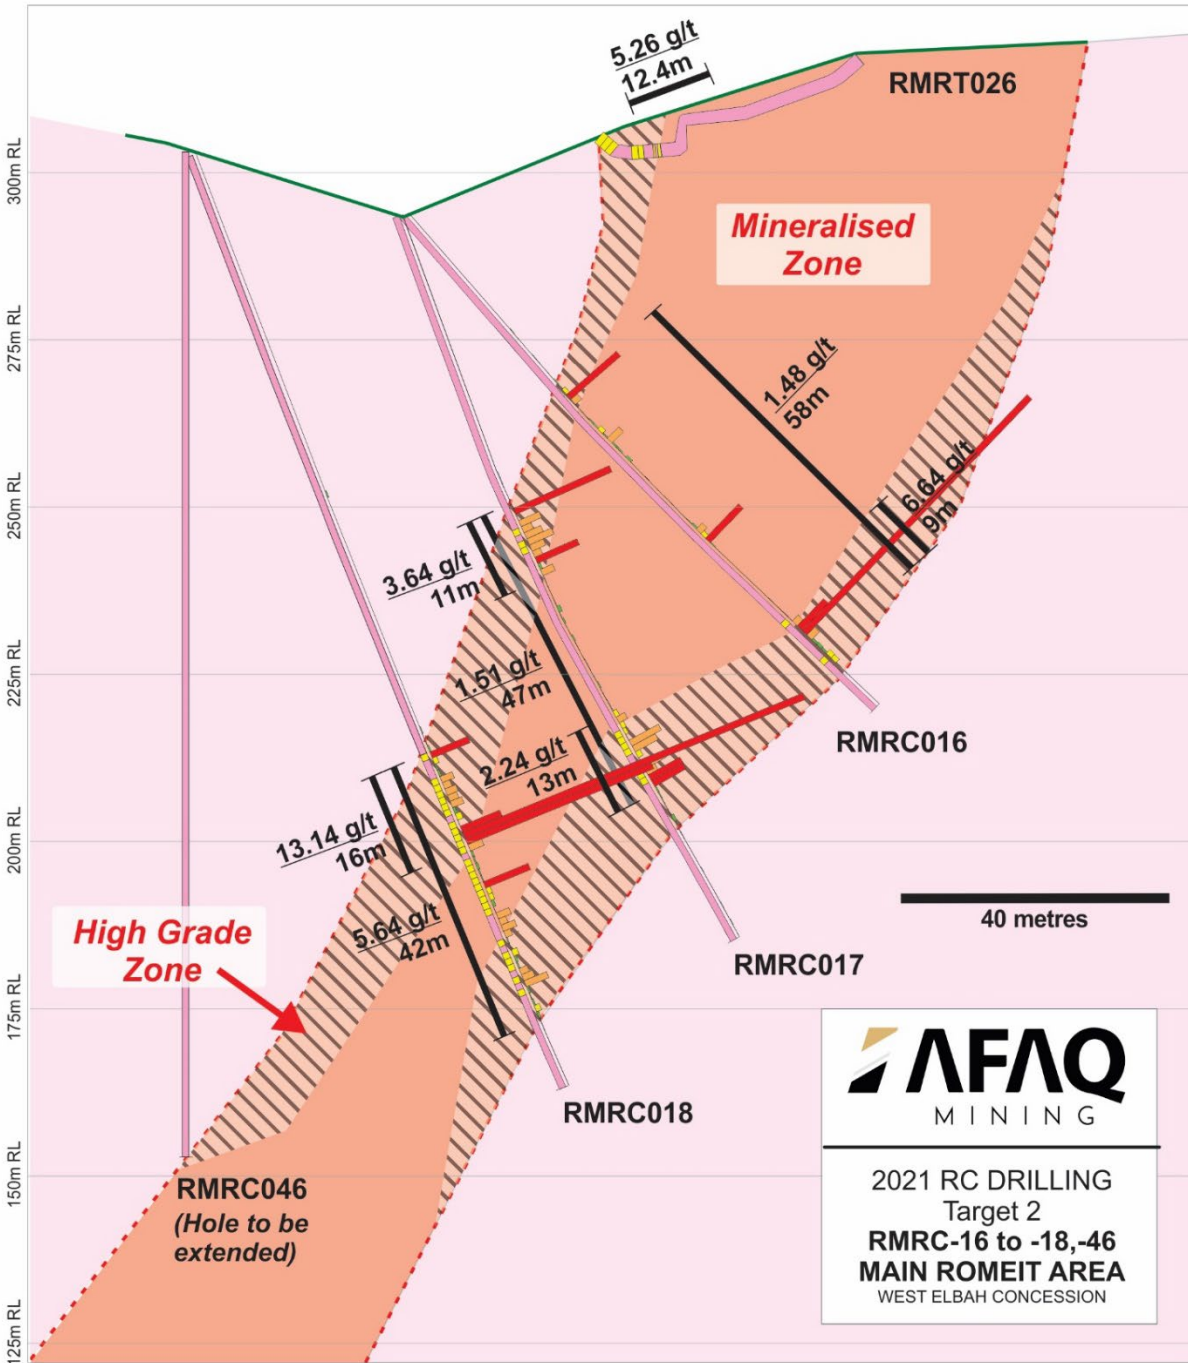 5.26 g/t
12.4m
RMRT026
300m RL
Mineralised
Zone
275m RL
1.48 g/t
58m
250m RL
6.64 g/t
9m
3.64 g/t
11m
225m RL
1.51 g/t
47m
RMRC016
2.24 g/t
13m
200m RL
13.14 g/t
16m
40 metres
High Grade
Zone
5.64 g/t
42m
RMRC017
175m RL
RMRC018
AFAQ
MINING
150m RL
RMRC046
(Hole to be
extended)
2021 RC DRILLING
Target 2
RMRC-16 to -18,-46
MAIN ROMEIT AREA
WEST ELBAH CONCESSION
125m RL